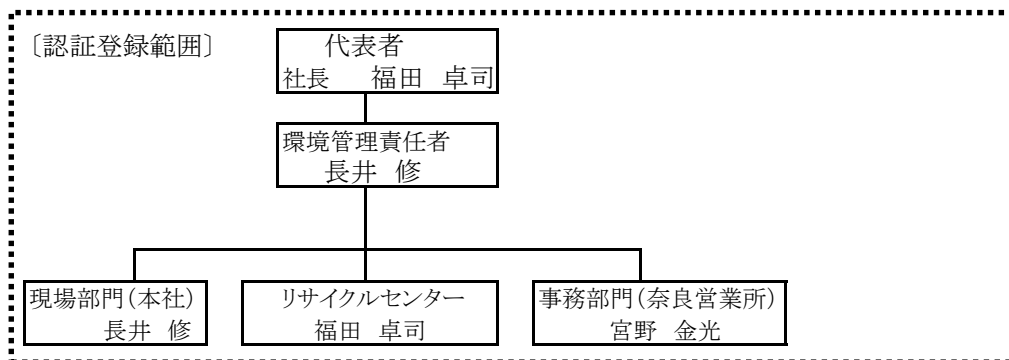 〔認証登録範囲〕
代表者
社長 福田 卓司
環境管理責任者
長井 修
現場部門(本社)
長井 修
リサイクルセンター
福田 卓司
事務部門(奈良営業所)
宮野 金光